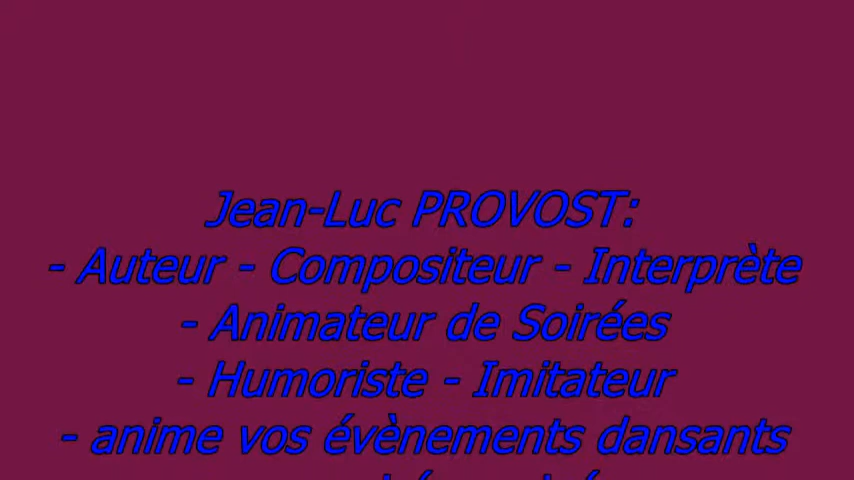 Jean-Luc PROVOST:
- Auteur - Compositeur - Interprète
- Animateur de Soirées
- Humoriste - Imitateur
- anime vos évènements dansants